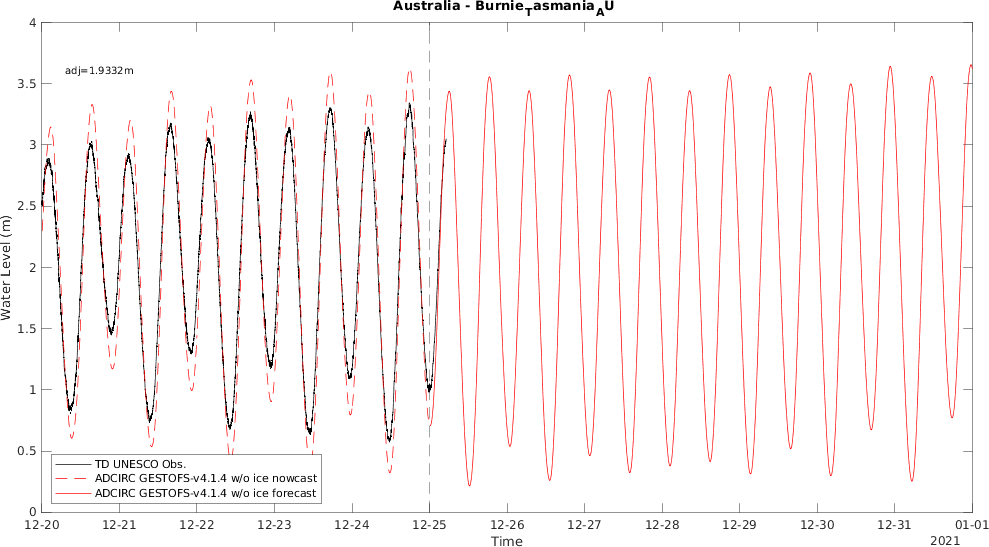 Australia - BurnieTasmaniaAU
adj=1.9332m
Water Level (m)
4
3.5
3
2.5
2
1.5
1
0.5
0
TD UNESCO Obs.
ADCIRC GESTOFS-v4.1.4 w/o ice nowcast
ADCIRC GESTOFS-v4.1.4 w/o ice forecast
12-20 12-21 12-22 12-23 12-24 12-25 12-26 12-27 12-28 12-29 12-30 12-31 01-01
Time
2021